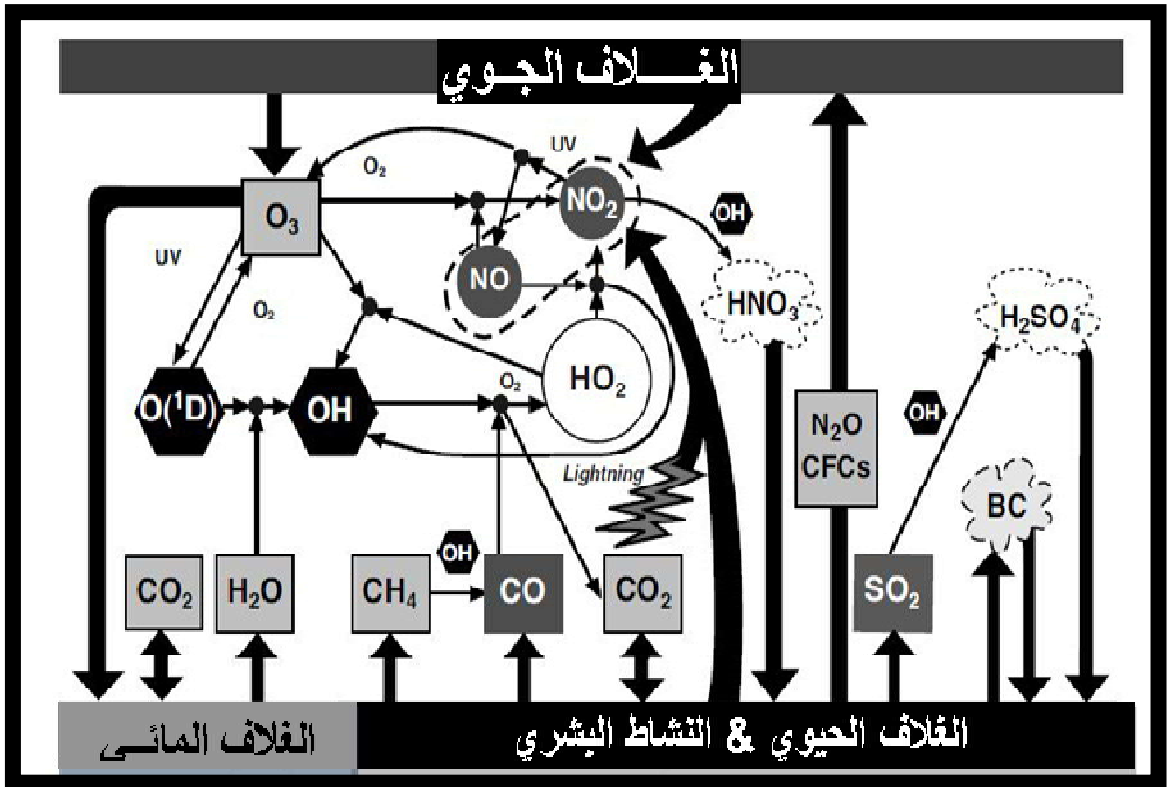 الغـــلاف الجـوي
UV
O₂
NO₂
OH
O₃
UV
NO
HNO₃
H₂SO₄
O₂
O₂
HO₂
O(¹D)
OH
N₂O
CFCs
OH
Lightning
BC
OH
CO₂
H₂O
CH₄
CO
CO₂
SO₂
الغلاف المائـى
الغلاف الحيوي & النشاط البشري